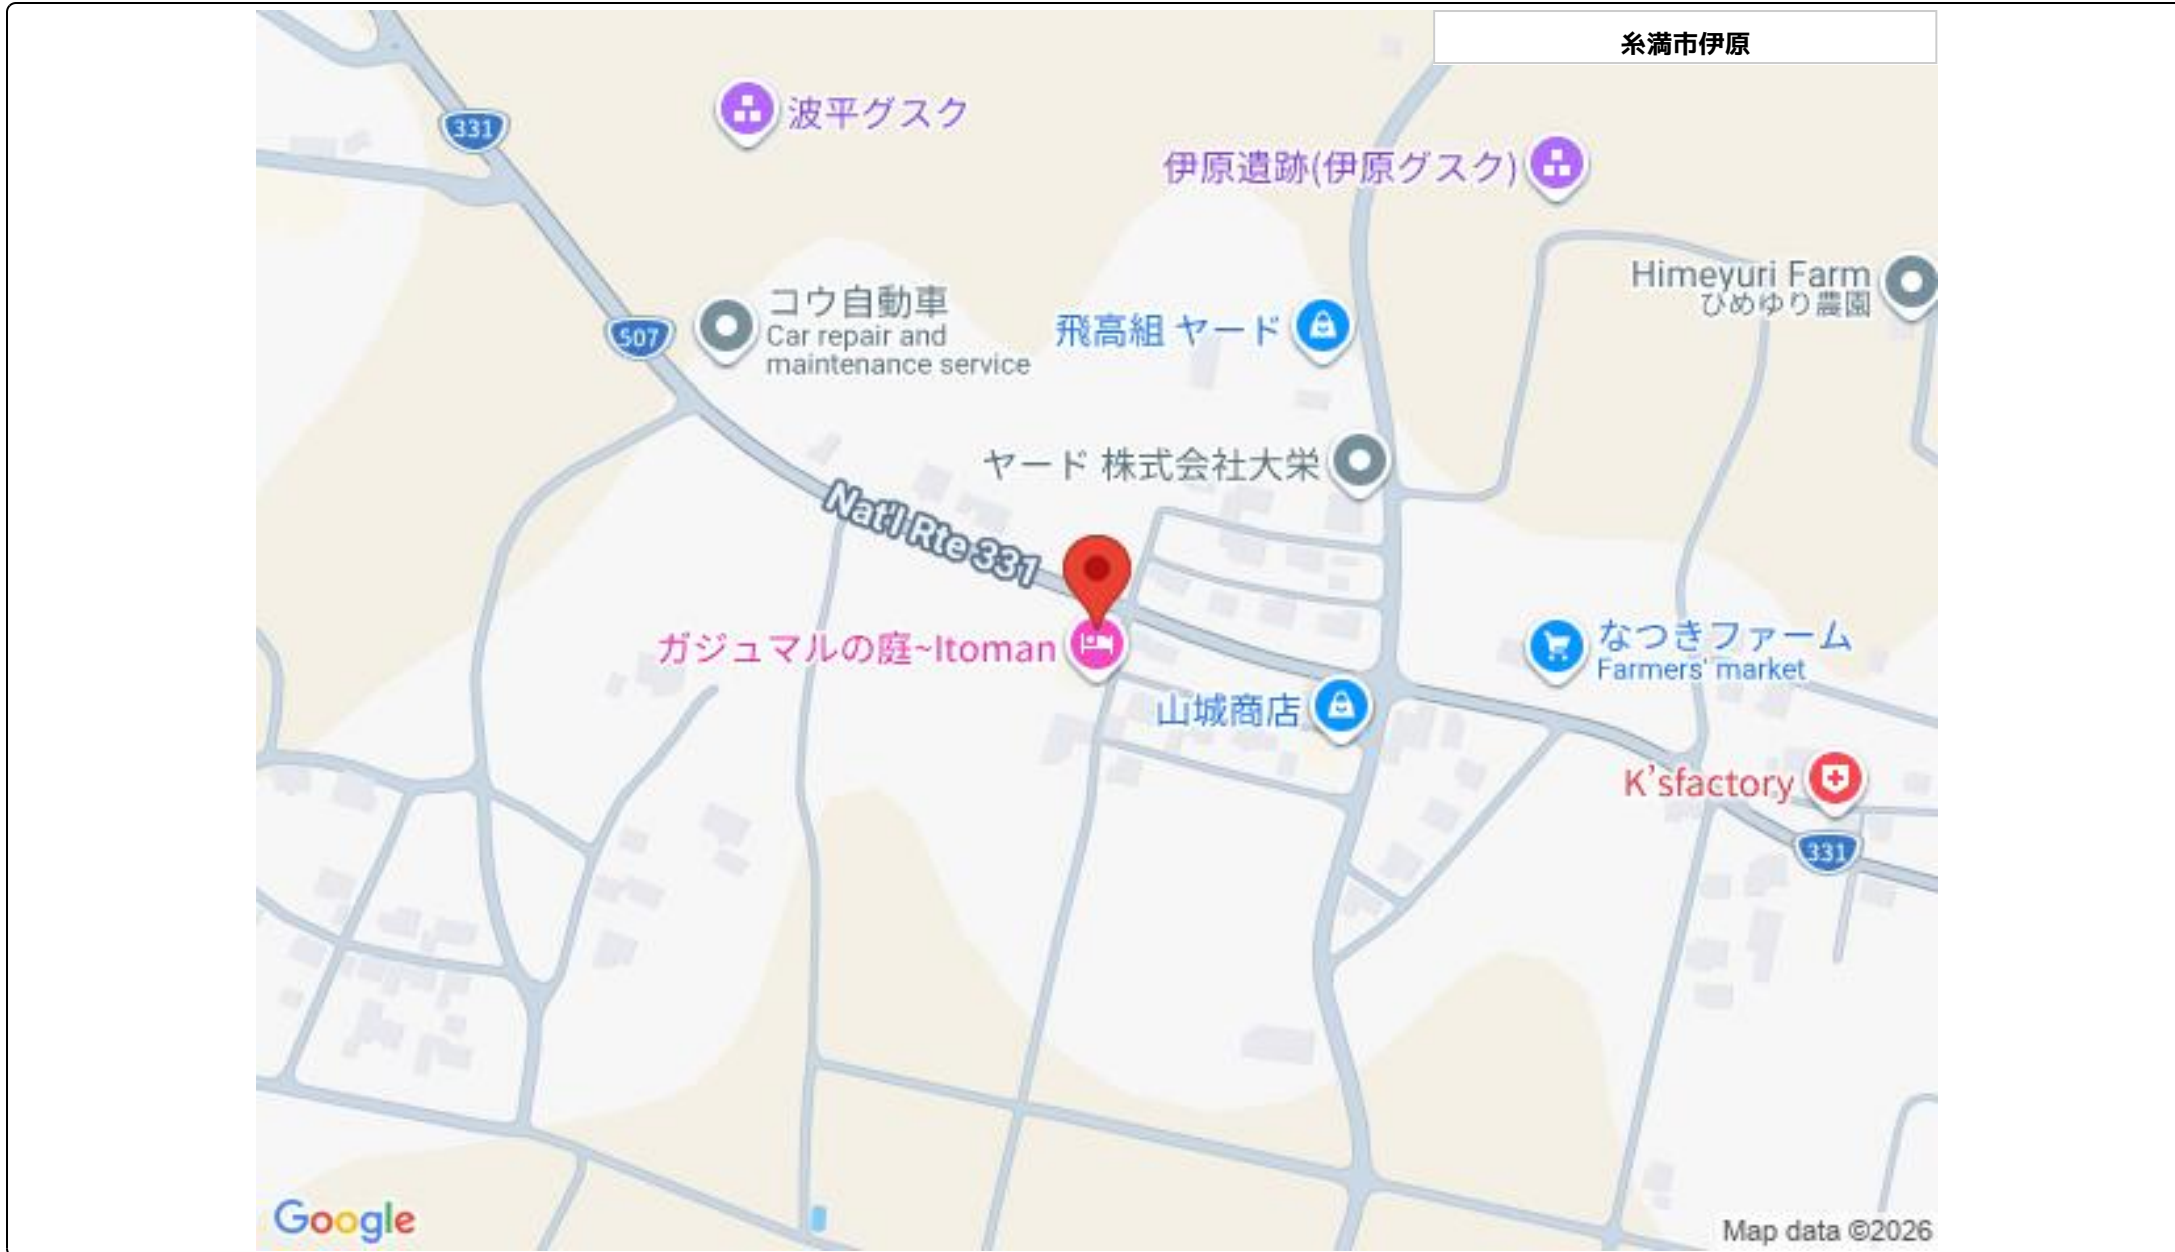 糸満市伊原
331
波平グスク
伊原遺跡(伊原グスク)
Himeyuri Farm
ひめゆり農園
コウ自動車
Car repair and
maintenance service
507
飛高組 ヤード
ヤード 株式会社大栄
Nat'l Rte 331
ガジュマルの庭~Itoman
なつきファーム
Farmers' market
山城商店
K'sfactory
331
Google
Map data ©2026